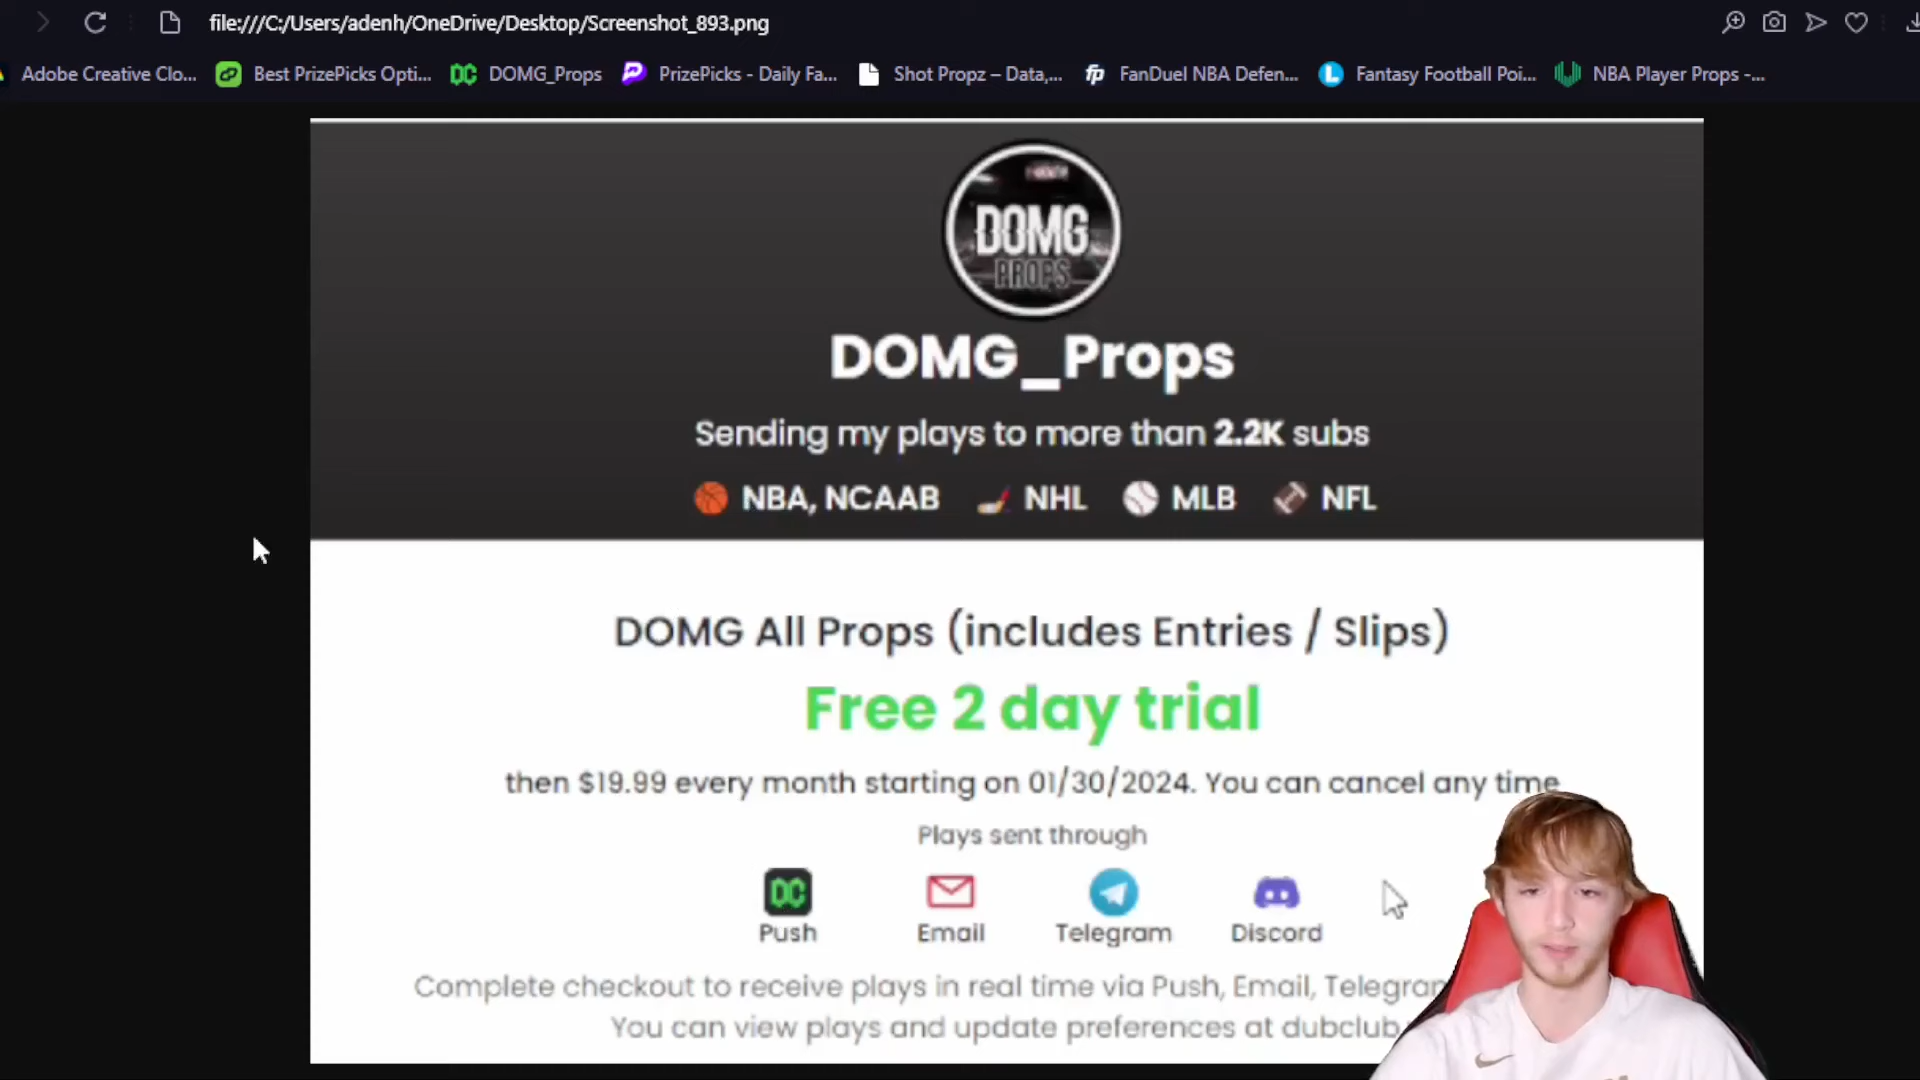 file:///C:/Users/adenh/OneDrive/Desktop/Screenshot_893.png
Adobe Creative Clo... Best PrizePicks Opti... DC DOMG_Props PrizePicks - Daily Fa... Shot Propz – Data,... fp FanDuel NBA Defen... L Fantasy Football Poi... NBA Player Props -...
DOMG
PROPS
DOMG_Props
Sending my plays to more than 2.2K subs
NBA, NCAAB NHL MLB NFL
DOMG All Props (includes Entries / Slips)
Free 2 day trial
then $19.99 every month starting on 01/30/2024. You can cancel any time
Plays sent through
DC
Push Email Telegram Discord
Complete checkout to receive plays in real time via Push, Email, Telegram
You can view plays and update preferences at dubclub.